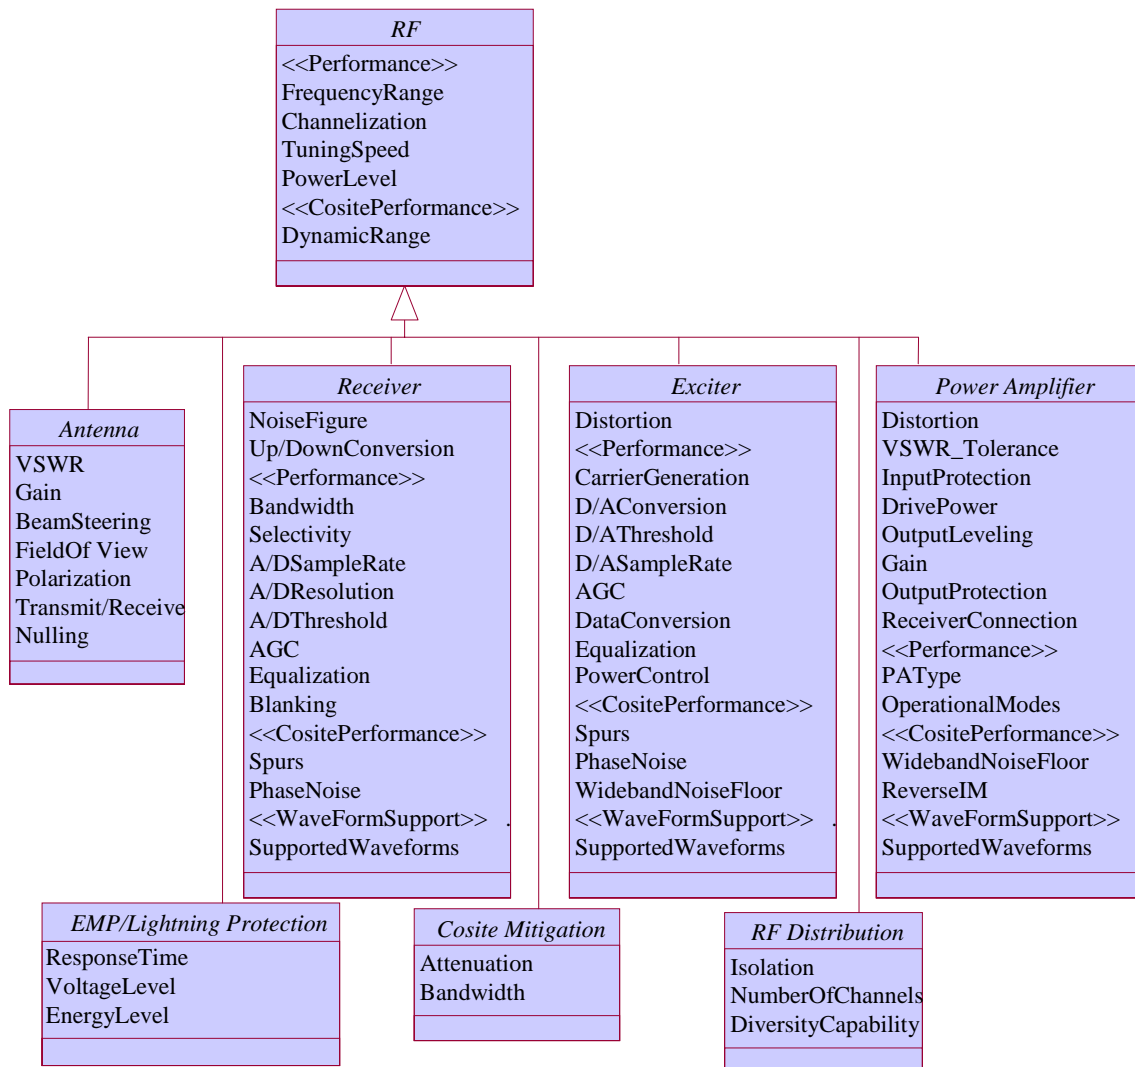 RF
<<Performance>>
FrequencyRange
Channelization
TuningSpeed
PowerLevel
<<CositePerformance>>
DynamicRange
Antenna
VSWR
Gain
BeamSteering
FieldOf View
Polarization
Transmit/Receive
Nulling
Receiver
NoiseFigure
Up/DownConversion
<<Performance>>
Bandwidth
Selectivity
A/DSampleRate
A/DResolution
A/DThreshold
AGC
Equalization
Blanking
<<CositePerformance>>
Spurs
PhaseNoise
<<WaveFormSupport>> .
SupportedWaveforms
Exciter
Distortion
<<Performance>>
CarrierGeneration
D/AConversion
D/AThreshold
D/ASampleRate
AGC
DataConversion
Equalization
PowerControl
<<CositePerformance>>
Spurs
PhaseNoise
WidebandNoiseFloor
<<WaveFormSupport>> .
SupportedWaveforms
Power Amplifier
Distortion
VSWR_Tolerance
InputProtection
DrivePower
OutputLeveling
Gain
OutputProtection
ReceiverConnection
<<Performance>>
PAType
OperationalModes
<<CositePerformance>>
WidebandNoiseFloor
ReverseIM
<<WaveFormSupport>>
SupportedWaveforms
EMP/Lightning Protection
ResponseTime
VoltageLevel
EnergyLevel
Cosite Mitigation
Attenuation
Bandwidth
RF Distribution
Isolation
NumberOfChannels
DiversityCapability